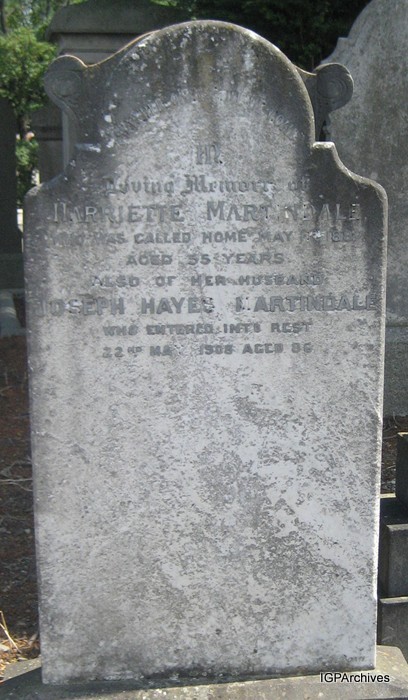 In
Loving Memory of
Harriette Martindale
who was called home May
aged 55 years
also of her husband
Joseph Hayes Martindale
who entered into rest
22nd May 1908 aged 86
IGPArchives